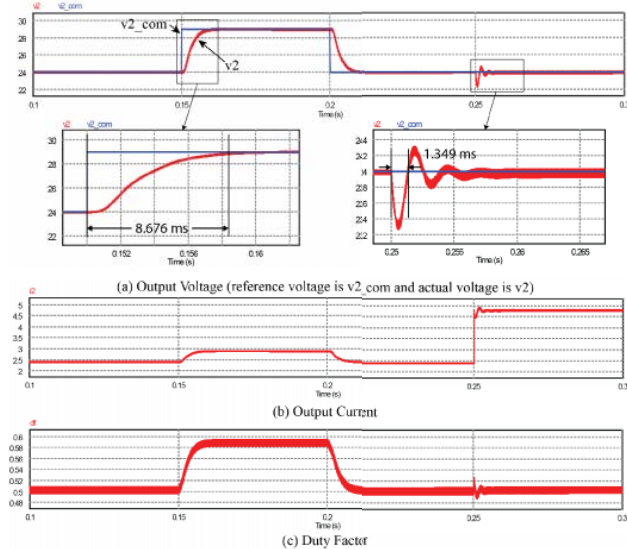 v2 v2_com
30
28
26
24
22
v2_com
v2
0.1 0.15 0.2 0.25 0.3
Time (s)
v2 v2_com
30
28
26
24
22
8.676 ms
0.152 0.156 0.16
Time (s)
v2 v2_com
1.349 ms
0.25 0.255 0.26 0.265
Time (s)
(a) Output Voltage (reference voltage is v2_com and actual voltage is v2)
5
4.5
4
3.5
3
2.5
2
0.1 0.15 0.2 0.25 0.3
Time (s)
(b) Output Current
0.6
0.58
0.56
0.54
0.52
0.5
0.48
0.1 0.15 0.2 0.25 0.3
Time (s)
(c) Duty Factor